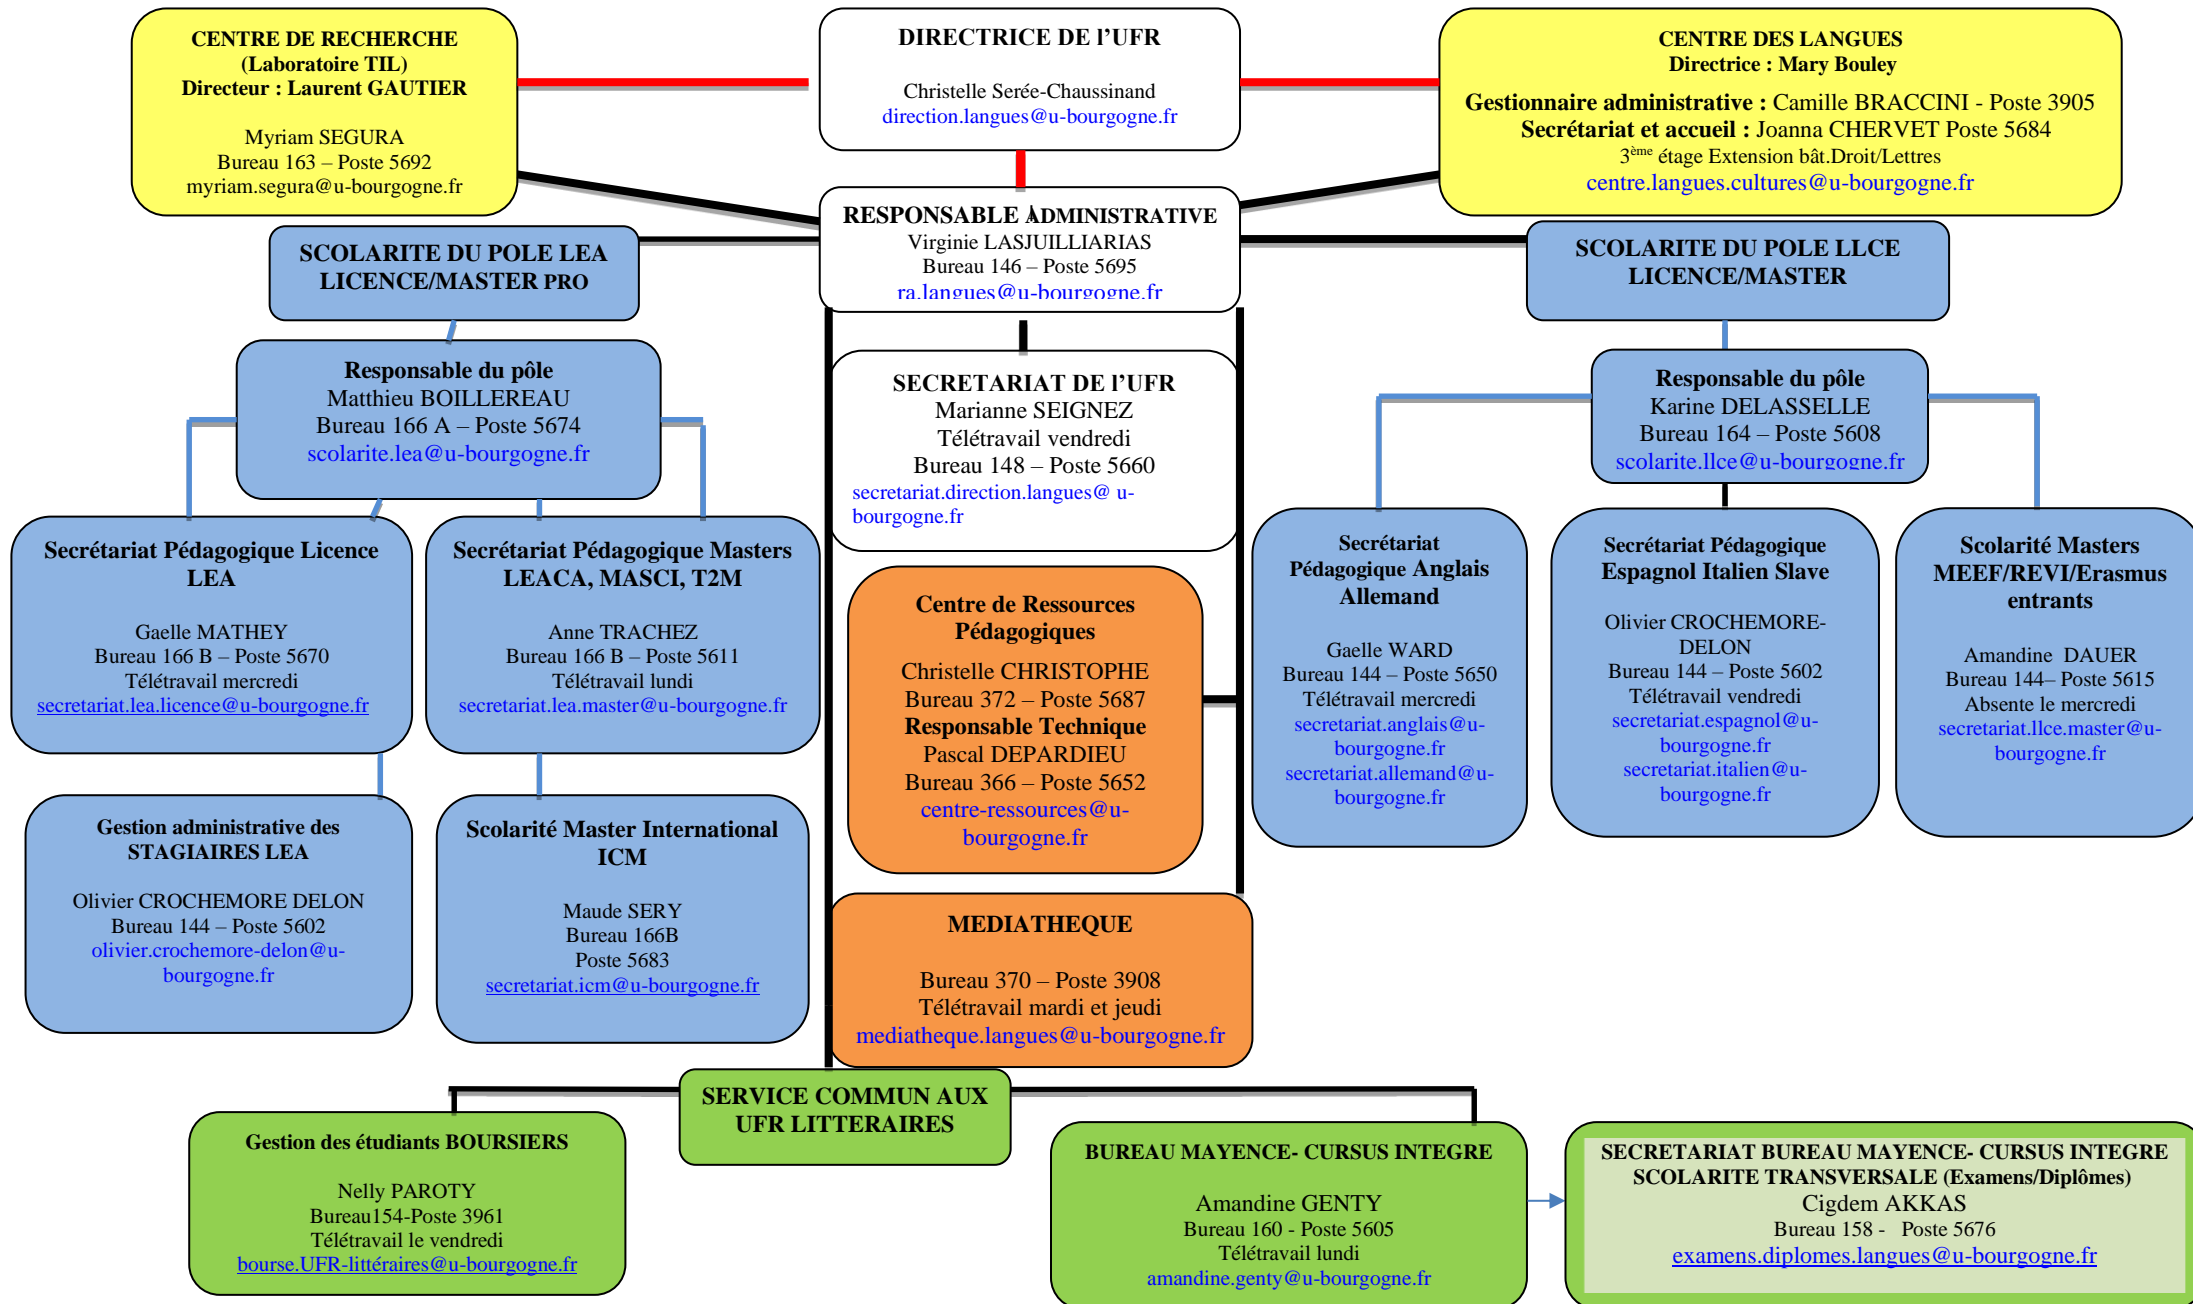 CENTRE DE RECHERCHE
(Laboratoire TIL)
Directeur : Laurent GAUTIER
Myriam SEGURA
Bureau 163 – Poste 5692
myriam.segura@u-bourgogne.fr
DIRECTRICE DE l’UFR
Christelle Serée-Chaussinand
direction.langues@u-bourgogne.fr
CENTRE DES LANGUES
Directrice : Mary Bouley
Gestionnaire administrative : Camille BRACCINI - Poste 3905
Secrétariat et accueil : Joanna CHERVET Poste 5684
3ème étage Extension bât.Droit/Lettres
centre.langues.cultures@u-bourgogne.fr
RESPONSABLE ADMINISTRATIVE
Virginie LASJUILLIARIAS
Bureau 146 – Poste 5695
ra.langues@u-bourgogne.fr
SCOLARITE DU POLE LEA
LICENCE/MASTER PRO
SCOLARITE DU POLE LLCE
LICENCE/MASTER
Responsable du pôle
Matthieu BOILLEREAU
Bureau 166 A – Poste 5674
scolarite.lea@u-bourgogne.fr
SECRETARIAT DE l’UFR
Marianne SEIGNEZ
Télétravail vendredi
Bureau 148 – Poste 5660
secretariat.direction.langues@ u-
bourgogne.fr
Responsable du pôle
Karine DELASSELLE
Bureau 164 – Poste 5608
scolarite.llce@u-bourgogne.fr
Secrétariat Pédagogique Licence
LEA
Gaelle MATHEY
Bureau 166 B – Poste 5670
Télétravail mercredi
secretariat.lea.licence@u-bourgogne.fr
Secrétariat Pédagogique Masters
LEACA, MASCI, T2M
Anne TRACHEZ
Bureau 166 B – Poste 5611
Télétravail lundi
secretariat.lea.master@u-bourgogne.fr
Centre de Ressources
Pédagogiques
Christelle CHRISTOPHE
Bureau 372 – Poste 5687
Responsable Technique
Pascal DEPARDIEU
Bureau 366 – Poste 5652
centre-ressources@u-
bourgogne.fr
Secrétariat
Pédagogique Anglais
Allemand
Gaelle WARD
Bureau 144 – Poste 5650
Télétravail mercredi
secretariat.anglais@u-
bourgogne.fr
secretariat.allemand@u-
bourgogne.fr
Secrétariat Pédagogique
Espagnol Italien Slave
Olivier CROCHEMORE-
DELON
Bureau 144 – Poste 5602
Télétravail vendredi
secretariat.espagnol@u-
bourgogne.fr
secretariat.italien@u-
bourgogne.fr
Scolarité Masters
MEEF/REVI/Erasmus
entrants
Amandine DAUER
Bureau 144– Poste 5615
Absente le mercredi
secretariat.llce.master@u-
bourgogne.fr
Gestion administrative des
STAGIAIRES LEA
Olivier CROCHEMORE DELON
Bureau 144 – Poste 5602
olivier.crochemore-delon@u-
bourgogne.fr
Scolarité Master International
ICM
Maude SERY
Bureau 166B
Poste 5683
secretariat.icm@u-bourgogne.fr
MEDIATHEQUE
Bureau 370 – Poste 3908
Télétravail mardi et jeudi
mediatheque.langues@u-bourgogne.fr
SERVICE COMMUN AUX
UFR LITTERAIRES
Gestion des étudiants BOURSIERS
Nelly PAROTY
Bureau154-Poste 3961
Télétravail le vendredi
bourse.UFR-littéraires@u-bourgogne.fr
BUREAU MAYENCE- CURSUS INTEGRE
Amandine GENTY
Bureau 160 - Poste 5605
Télétravail lundi
amandine.genty@u-bourgogne.fr
SECRETARIAT BUREAU MAYENCE- CURSUS INTEGRE
SCOLARITE TRANSVERSALE (Examens/Diplômes)
Cigdem AKKAS
Bureau 158 - Poste 5676
examens.diplomes.langues@u-bourgogne.fr